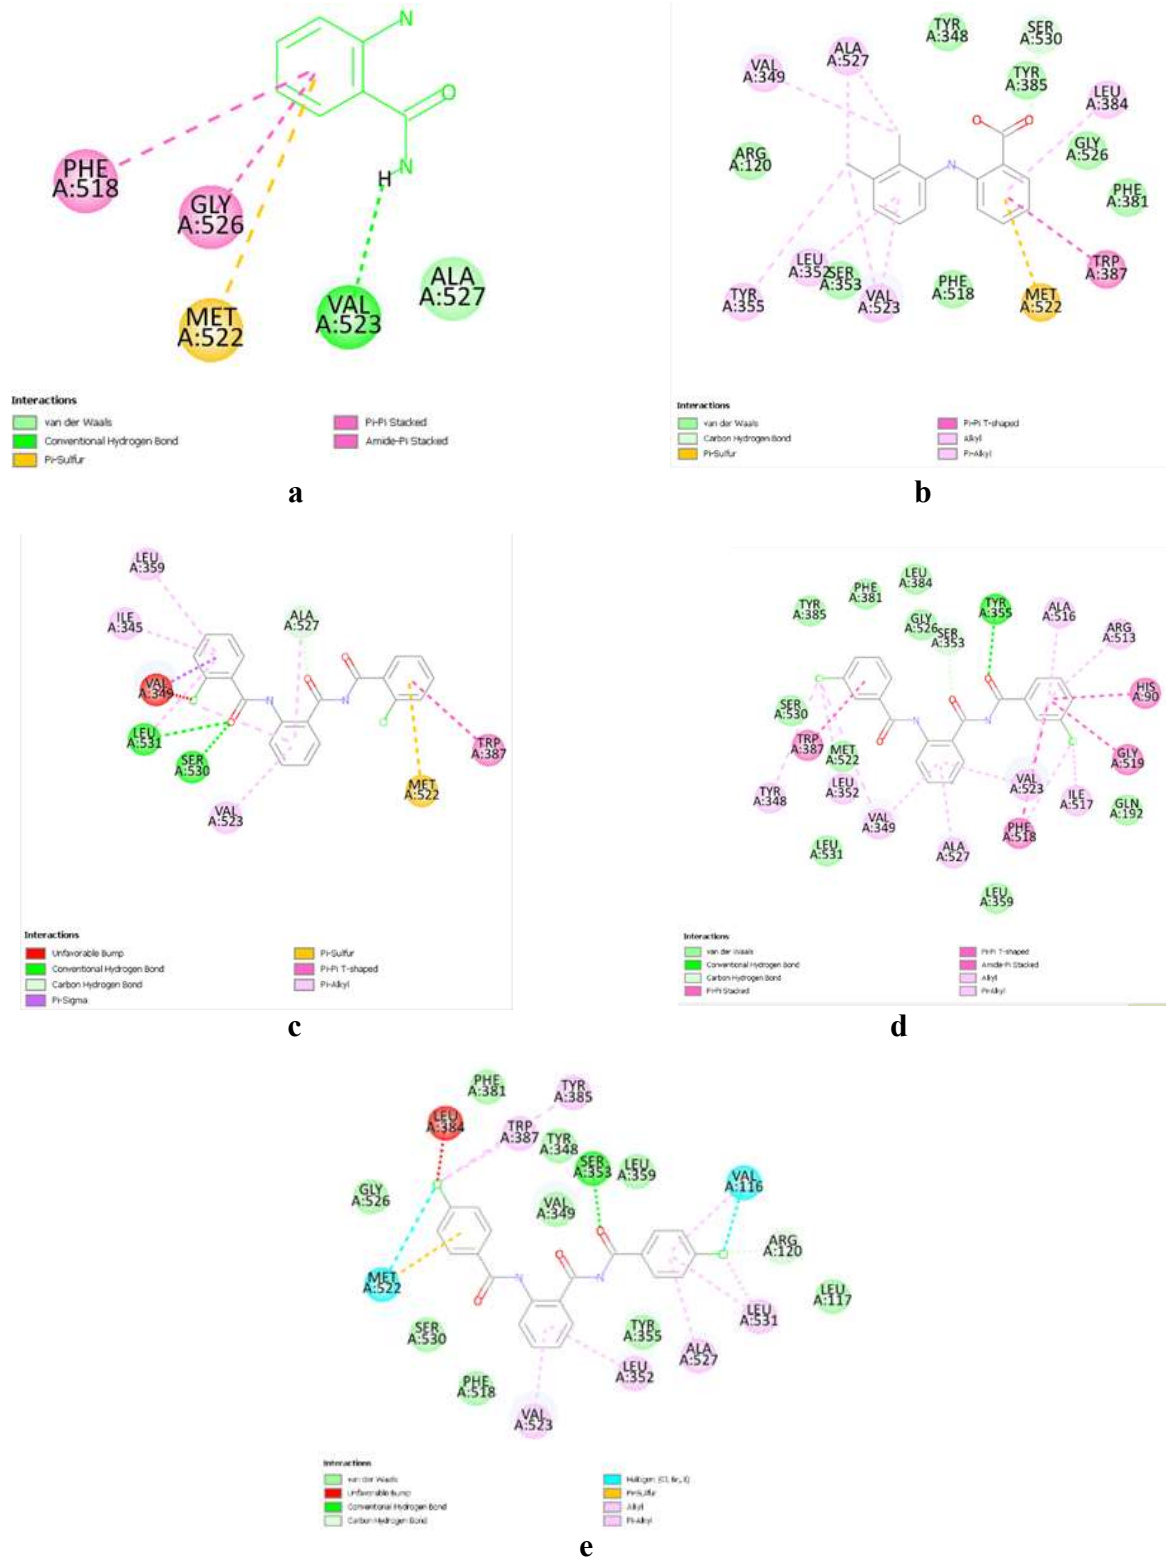 N
O
H
N
PHE
A:518
GLY
A:526
MET
A:522
VAL
A:523
ALA
A:527
Interactions
van der Waals
Conventional Hydrogen Bond
Pi-Sulfur
Pi-Pi Stacked
Amide-Pi Stacked
a
TYR
A:348
SER
A:530
ALA
A:527
VAL
A:349
TYR
A:385
LEU
A:384
O
O
ARG
A:120
GLY
A:526
N
PHE
A:381
LEU
A:352
SER
A:353
TRP
A:387
TYR
A:355
VAL
A:523
PHE
A:518
MET
A:522
Interactions
van der Waals
Carbon Hydrogen Bond
Pi-Sulfur
Pi-Pi T-shaped
Alkyl
Pi-Alkyl
b
LEU
A:359
ILE
A:345
ALA
A:527
VAL
A:349
LEU
A:531
SER
A:530
VAL
A:523
MET
A:522
TRP
A:387
Interactions
Unfavorable Bump
Conventional Hydrogen Bond
Carbon Hydrogen Bond
Pi-Sigma
Pi-Sulfur
Pi-Pi T-shaped
Pi-Alkyl
c
LEU
A:384
PHE
A:381
TYR
A:385
GLY
A:526
SER
A:353
TYR
A:355
ALA
A:516
ARG
A:513
HIS
A:90
SER
A:530
TRP
A:387
MET
A:522
GLY
A:519
TYR
A:348
LEU
A:352
VAL
A:523
ILE
A:517
GLN
A:192
VAL
A:349
PHE
A:518
LEU
A:531
ALA
A:527
LEU
A:359
Interactions
van der Waals
Conventional Hydrogen Bond
Carbon Hydrogen Bond
Pi-Pi Stacked
Pi-Pi T-shaped
Amide-Pi Stacked
Alkyl
Pi-Alkyl
d
PHE
A:381
TYR
A:385
LEU
A:384
TRP
A:387
TYR
A:348
SER
A:353
LEU
A:359
VAL
A:116
GLY
A:526
VAL
A:349
ARG
A:120
MET
A:522
LEU
A:117
SER
A:530
TYR
A:355
LEU
A:531
ALA
A:527
PHE
A:518
LEU
A:352
VAL
A:523
Interactions
van der Waals
Unfavorable Bump
Conventional Hydrogen Bond
Carbon Hydrogen Bond
Halogen (Cl, Br, I)
Pi-Sulfur
Alkyl
Pi-Alkyl
e